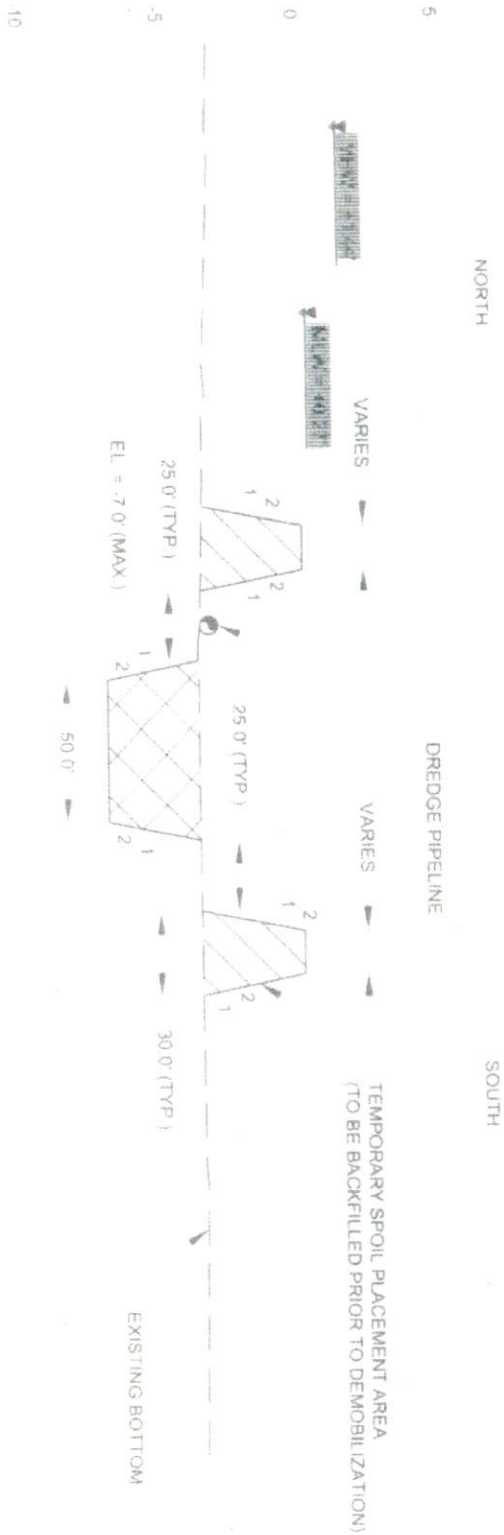 NORTH
SOUTH
5
0
-5
-10
VARIES
DREDGE PIPELINE
VARIES
TEMPORARY SPOIL PLACEMENT AREA
(TO BE BACKFILLED PRIOR TO DEMOBILIZATION)
2
1
2
1
25.0' (TYP.)
25.0' (TYP.)
EL. = -7.0' (MAX.)
1
2
1
2
50.0'
2
1
2
1
30.0' (TYP.)
EXISTING BOTTOM